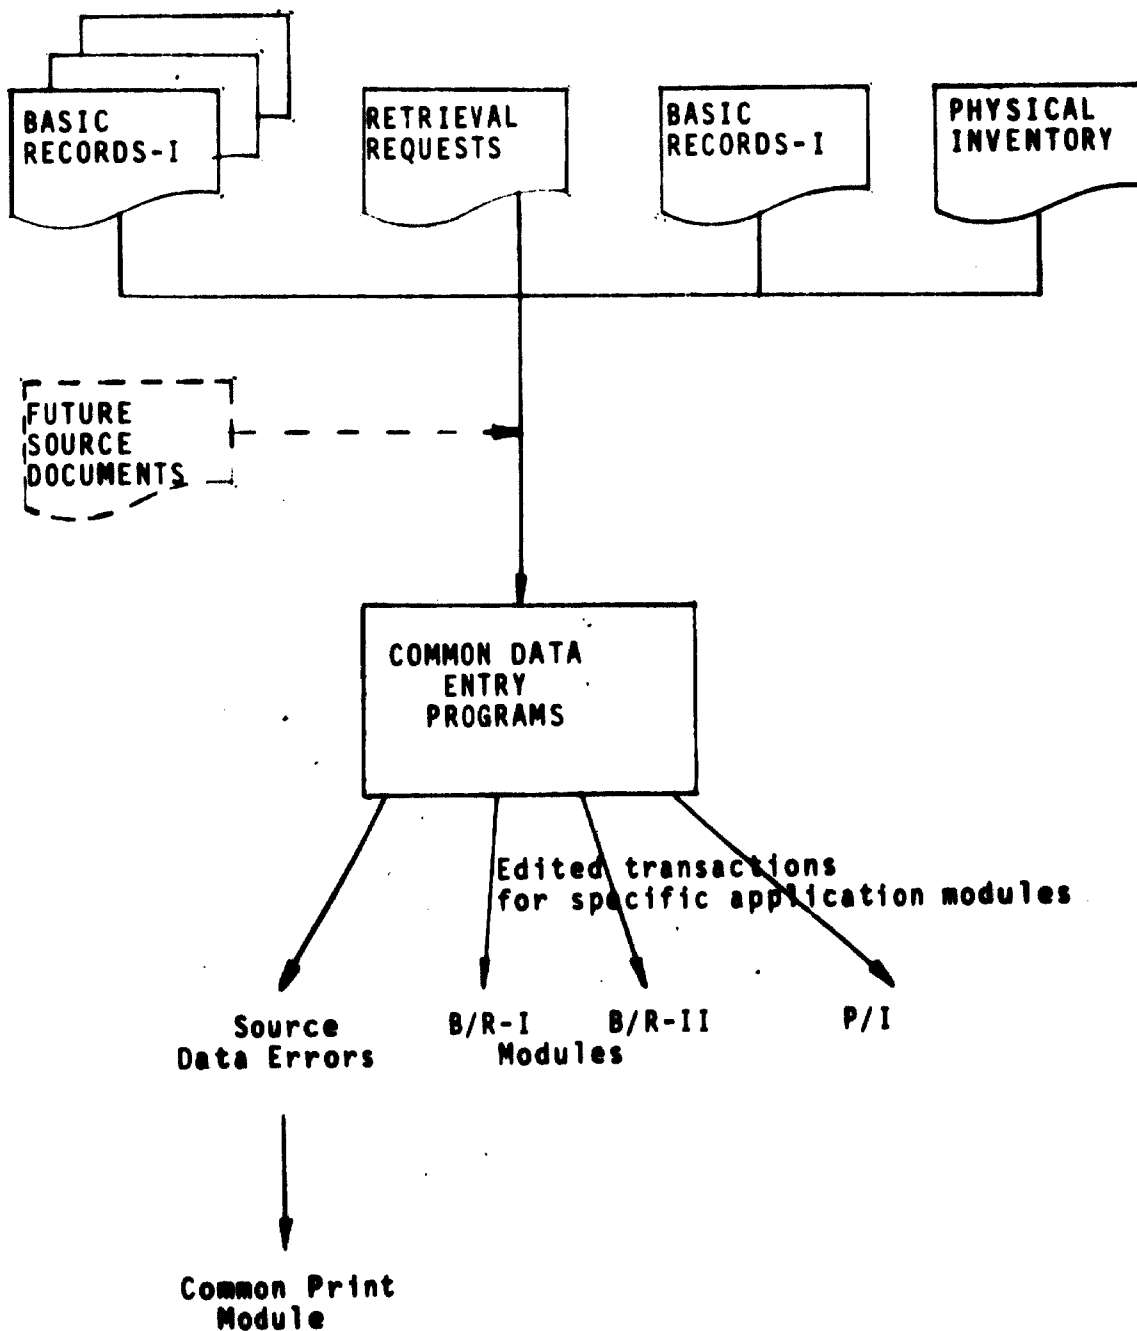 BASIC
RECORDS-I
RETRIEVAL
REQUESTS
BASIC
RECORDS-I
PHYSICAL
INVENTORY
FUTURE
SOURCE
DOCUMENTS
COMMON DATA
ENTRY
PROGRAMS
Edited transactions
for specific application modules
Source
Data Errors
B/R-I B/R-II
Modules
P/I
Common Print
Module